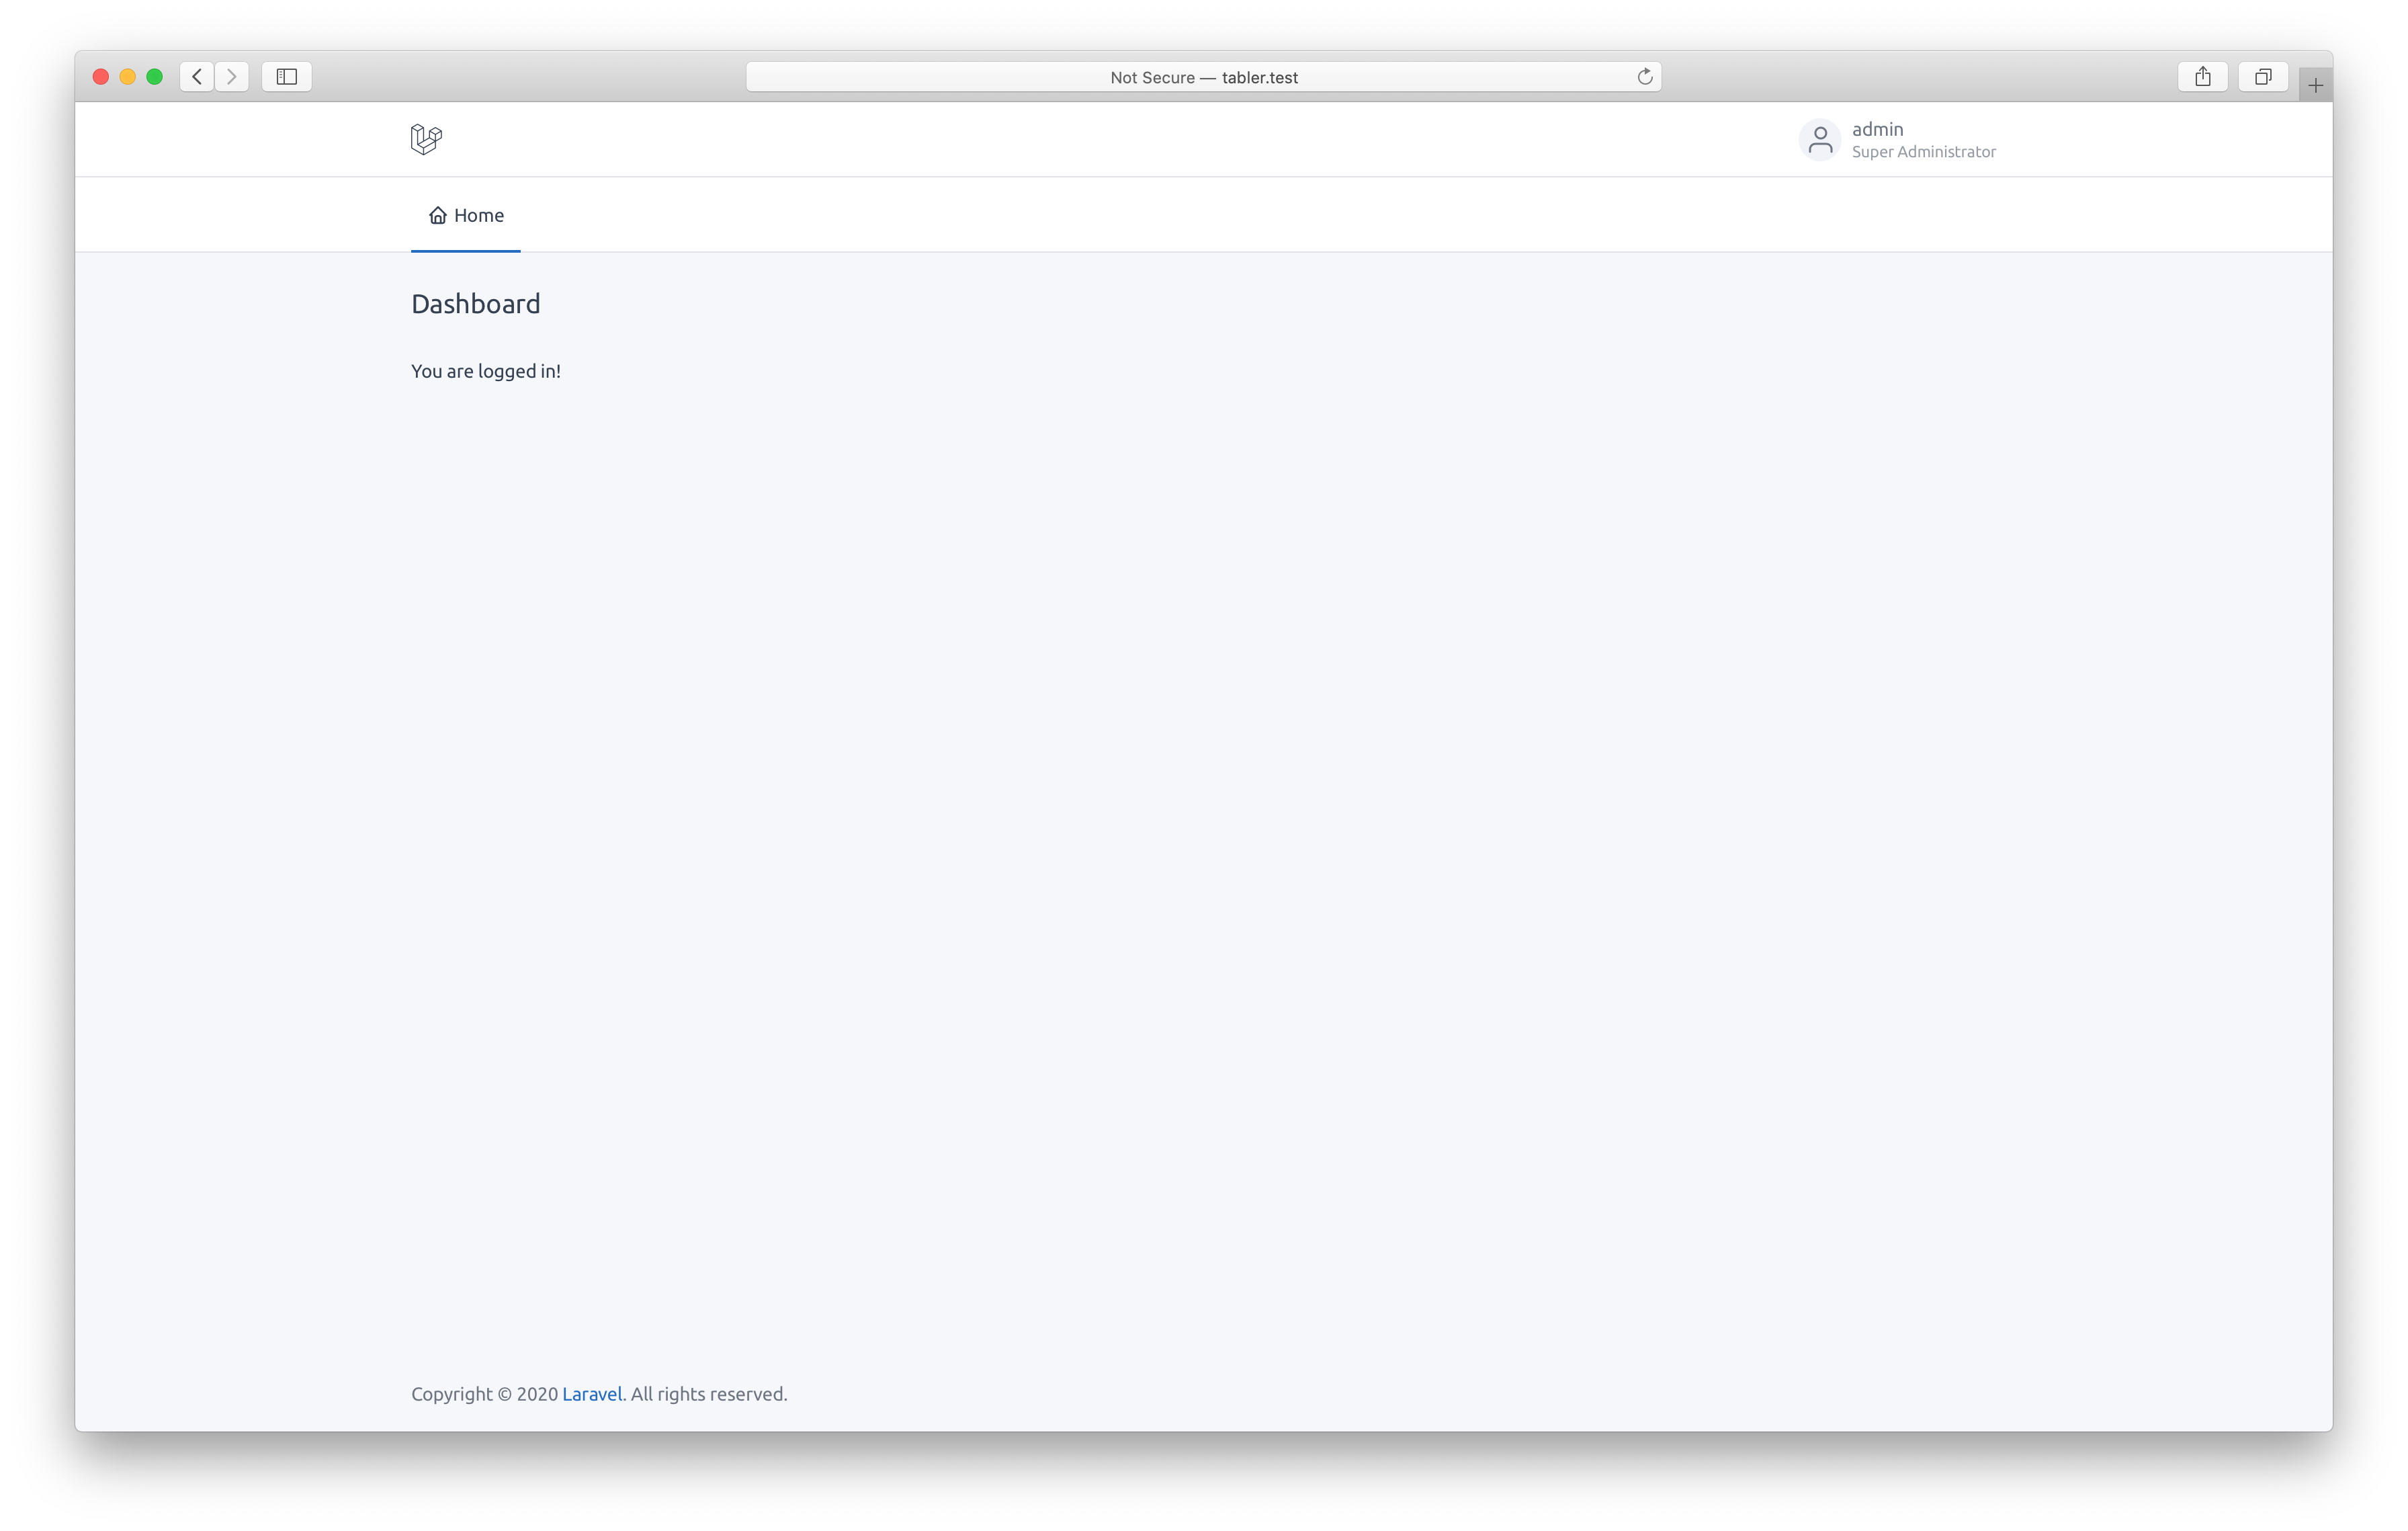 Not Secure — tabler.test
admin
Super Administrator
Home
Dashboard
You are logged in!
Copyright © 2020 Laravel. All rights reserved.